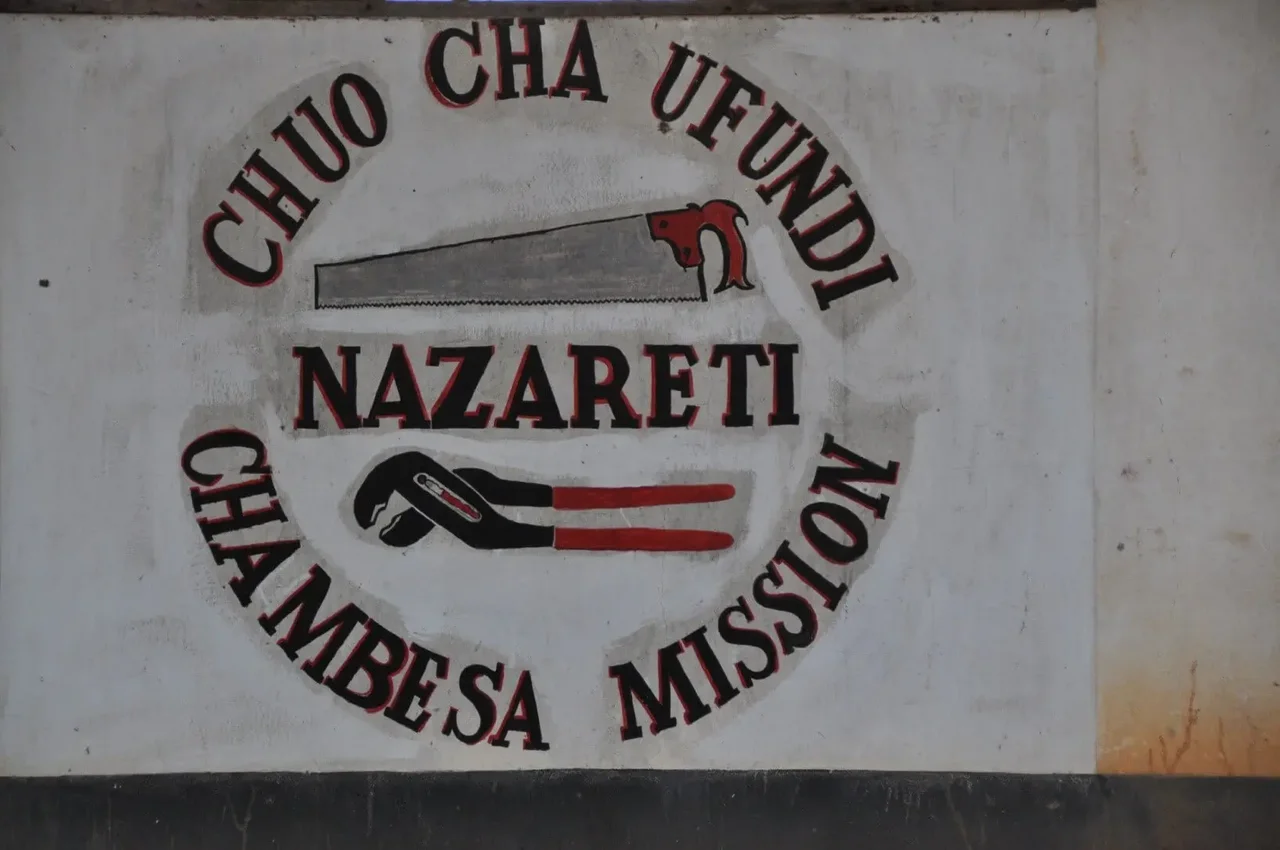 CHUO CHA UFUNDI
NAZARETI
CHAMBESA MISSION